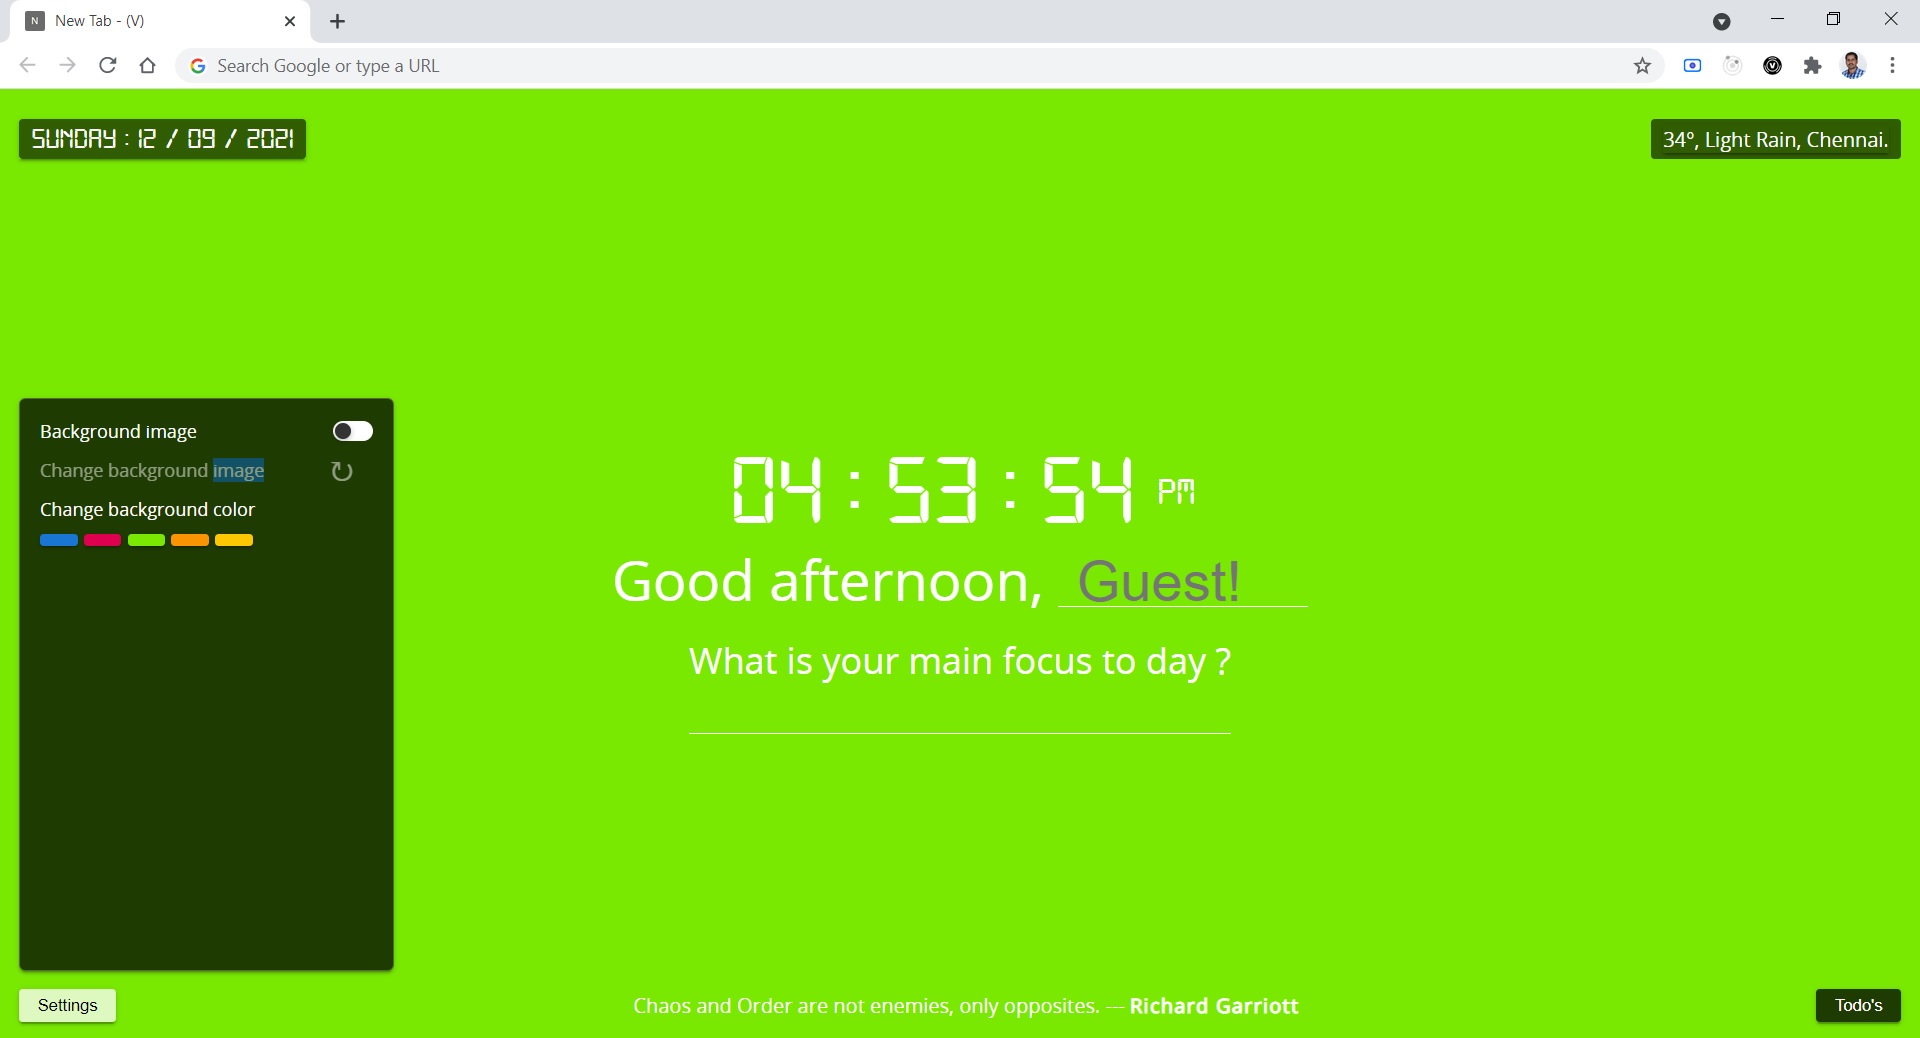 N New Tab - (V)
Search Google or type a URL
SUNDAY : 12 / 09 / 2021
34º, Light Rain, Chennai.
Background image
Change background image
Change background color
04 : 53 : 54 PM
Good afternoon, Guest!
What is your main focus to day ?
Settings
Chaos and Order are not enemies, only opposites. — Richard Garriott
Todo's